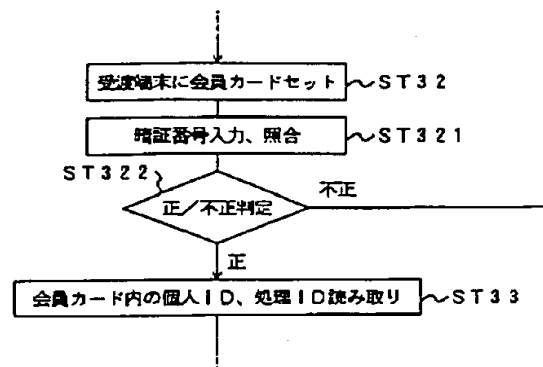 受渡端末に会員カードセット ST32
暗証番号入力、照合 ST321
ST322
正/不正判定 不正
正
会員カード内の個人ID、処理ID読み取り ST33